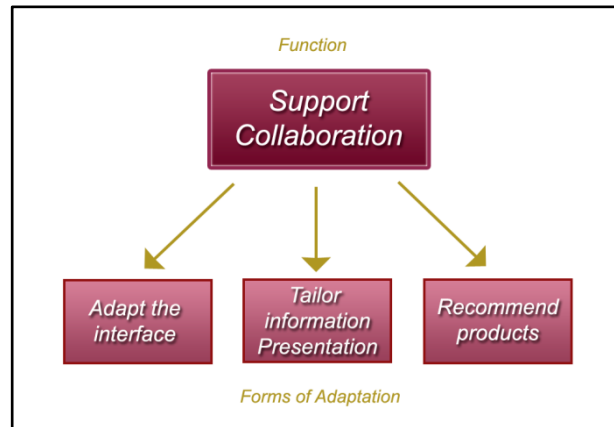 Function
Support
Collaboration
Adapt the
interface
Tailor
information
Presentation
Recommend
products
Forms of Adaptation